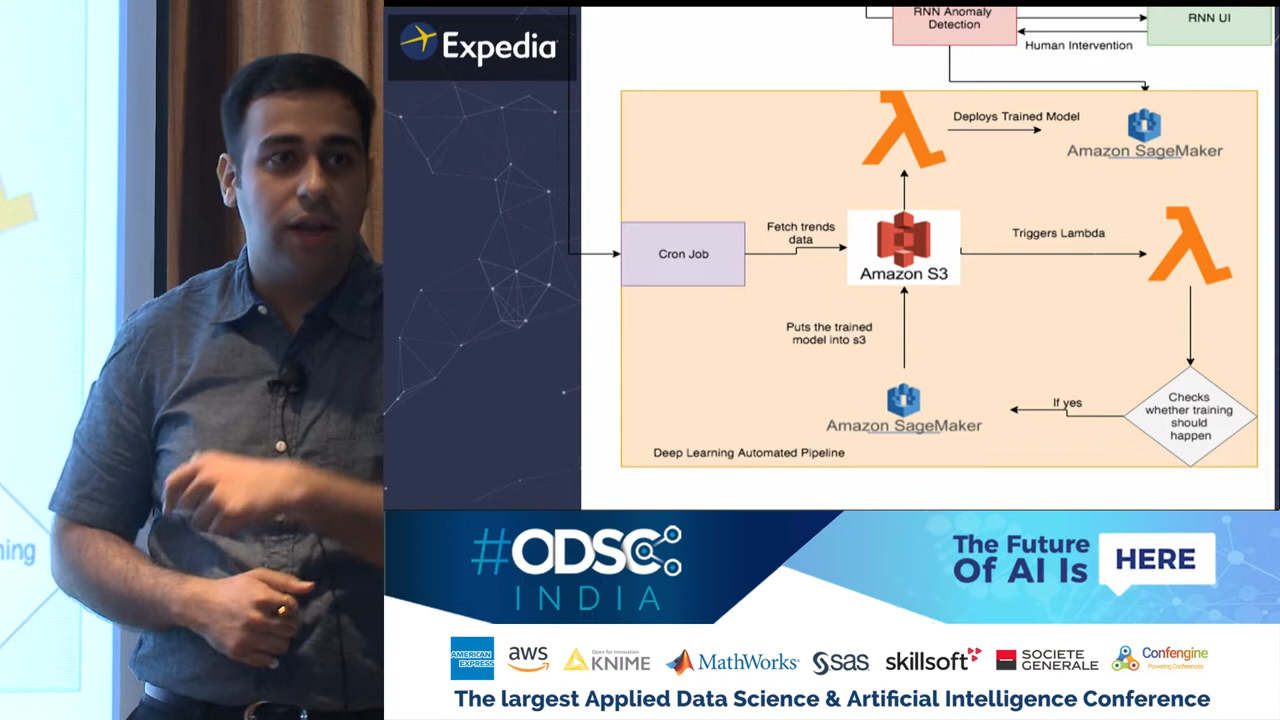 Expedia
RNN Anomaly
Detection
RNN UI
Human Intervention
Deploys Trained Model
Amazon SageMaker
Cron Job
Fetch trends
data
Amazon S3
Triggers Lambda
Puts the trained
model into s3
Amazon SageMaker
If yes
Checks
whether training
should
happen
Deep Learning Automated Pipeline
ning
#ODSC
INDIA
The Future
Of AI Is
HERE
AMERICAN
EXPRESS
aws
Open for Innovation
KNIME
MathWorks®
sas
skillsoft
SOCIETE
GENERALE
Confengine
Powering Conferences
The largest Applied Data Science & Artificial Intelligence Conference